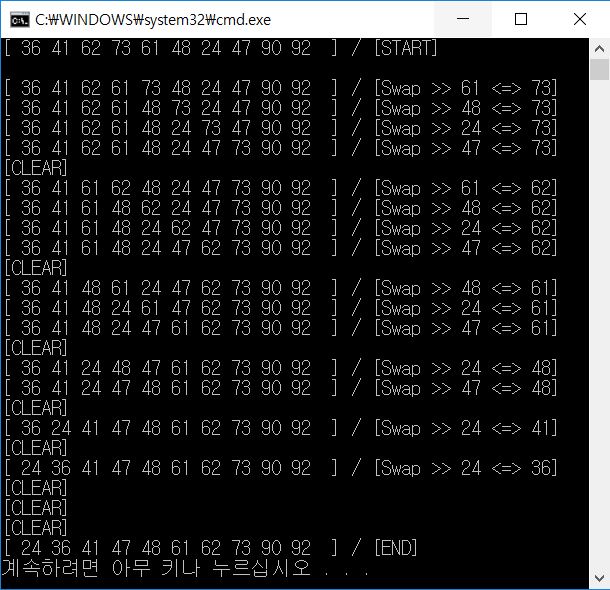 C:\WINDOWS\system32\cmd.exe
[ 36 41 62 73 61 48 24 47 90 92  ] / [START]
[ 36 41 62 61 73 48 24 47 90 92  ] / [Swap >> 61 <=> 73]
[ 36 41 62 61 48 73 24 47 90 92  ] / [Swap >> 48 <=> 73]
[ 36 41 62 61 48 24 73 47 90 92  ] / [Swap >> 24 <=> 73]
[ 36 41 62 61 48 24 47 73 90 92  ] / [Swap >> 47 <=> 73]
[CLEAR]
[ 36 41 61 62 48 24 47 73 90 92  ] / [Swap >> 61 <=> 62]
[ 36 41 61 48 62 24 47 73 90 92  ] / [Swap >> 48 <=> 62]
[ 36 41 61 48 24 62 47 73 90 92  ] / [Swap >> 24 <=> 62]
[ 36 41 61 48 24 47 62 73 90 92  ] / [Swap >> 47 <=> 62]
[CLEAR]
[ 36 41 48 61 24 47 62 73 90 92  ] / [Swap >> 48 <=> 61]
[ 36 41 48 24 61 47 62 73 90 92  ] / [Swap >> 24 <=> 61]
[ 36 41 48 24 47 61 62 73 90 92  ] / [Swap >> 47 <=> 61]
[CLEAR]
[ 36 41 24 48 47 61 62 73 90 92  ] / [Swap >> 24 <=> 48]
[ 36 41 24 47 48 61 62 73 90 92  ] / [Swap >> 47 <=> 48]
[CLEAR]
[ 36 24 41 47 48 61 62 73 90 92  ] / [Swap >> 24 <=> 41]
[CLEAR]
[ 24 36 41 47 48 61 62 73 90 92  ] / [Swap >> 24 <=> 36]
[CLEAR]
[CLEAR]
[CLEAR]
[ 24 36 41 47 48 61 62 73 90 92  ] / [END]
계속하려면 아무 키나 누르십시오 . . .